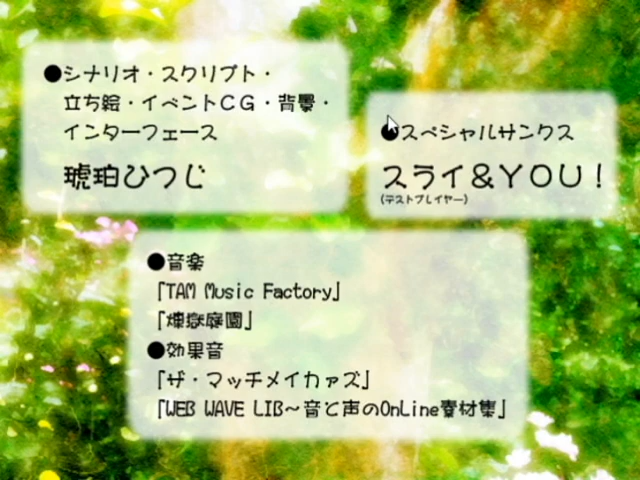 ●シナリオ・スクリプト・
立ち絵・イベントCG・背景・
インターフェース
琥珀ひつじ
●スペシャルサンクス
スライ&YOU!
(テストプレイヤー)
●音楽
『TAM Music Factory』
『煉獄庭園』
●効果音
『ザ・マッチメイカァズ』
『WEB WAVE LIB~音と声のOnLine素材集』